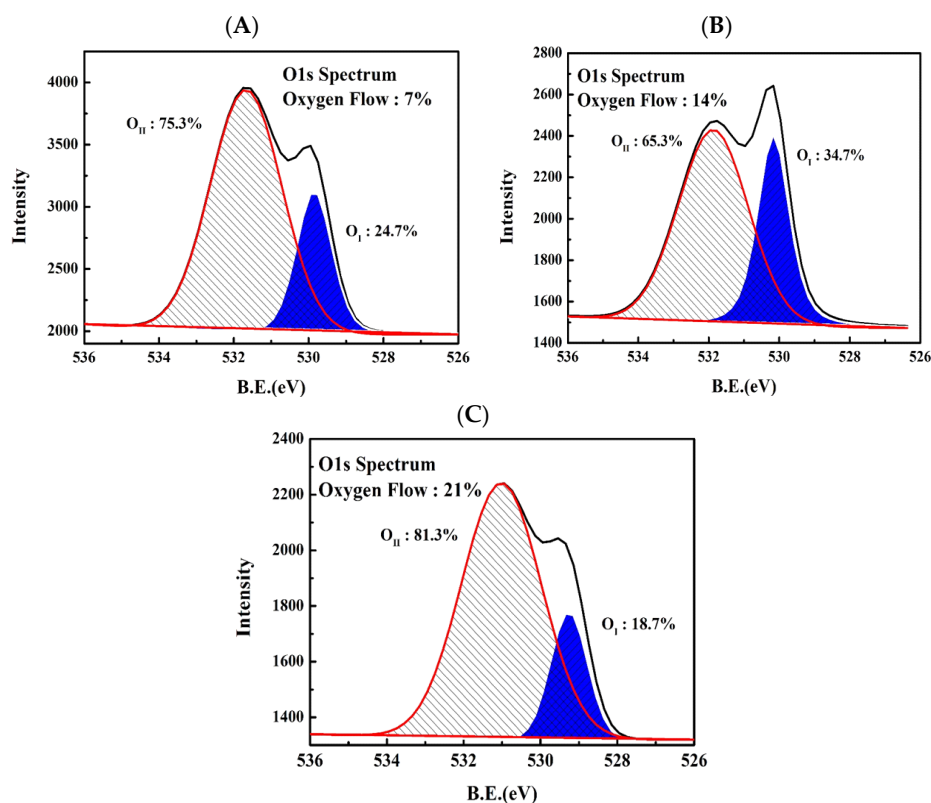 (A)
O1s Spectrum
Oxygen Flow : 7%
O_II : 75.3%
O_I : 24.7%
4000
3500
3000
2500
2000
Intensity
536 534 532 530 528 526
B.E.(eV)
(B)
O1s Spectrum
Oxygen Flow : 14%
O_II : 65.3%
O_I : 34.7%
2800
2600
2400
2200
2000
1800
1600
1400
Intensity
536 534 532 530 528 526
B.E.(eV)
(C)
O1s Spectrum
Oxygen Flow : 21%
O_II : 81.3%
O_I : 18.7%
2400
2200
2000
1800
1600
1400
Intensity
536 534 532 530 528 526
B.E.(eV)